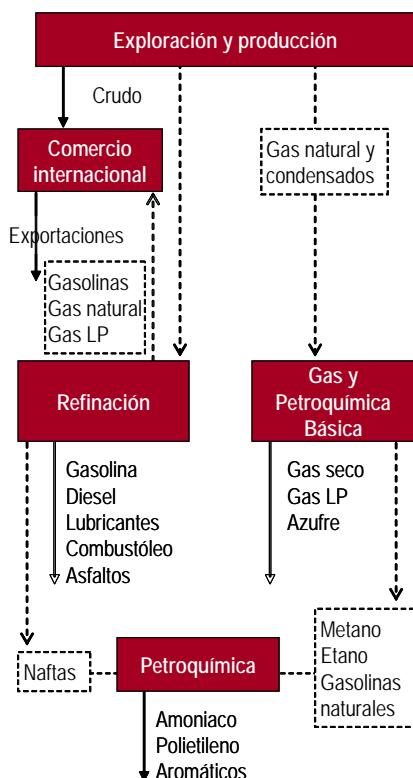 Exploración y producción
Crudo
Comercio
internacional
Gas natural y
condensados
Exportaciones
Gasolinas
Gas natural
Gas LP
Refinación
Gas y
Petroquímica
Básica
Gasolina
Diesel
Lubricantes
Combustóleo
Asfaltos
Gas seco
Gas LP
Azufre
Naftas
Petroquímica
Metano
Etano
Gasolinas
naturales
Amoniaco
Polietileno
Aromáticos